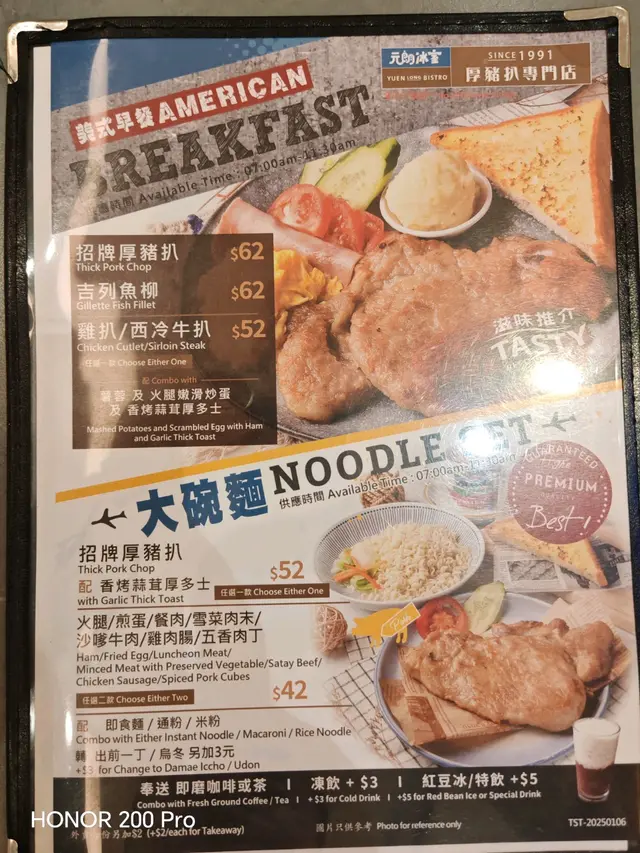 元朗冰室
YUEN LONG BISTRO
SINCE 1991
厚豬扒專門店
美式早餐 AMERICAN
BREAKFAST
供應時間 Available Time : 07:00am-11:30am
招牌厚豬扒 $62
Thick Pork Chop
吉列魚柳 $62
Gillette Fish Fillet
雞扒/西冷牛扒 $52
Chicken Cutlet/Sirloin Steak
任選一款 Choose Either One
配 Combo with
薯蓉 及 火腿嫩滑炒蛋
及 香烤蒜茸厚多士
Mashed Potatoes and Scrambled Egg with Ham
and Garlic Thick Toast
滋味推介
TASTY
大碗麵 NOODLE SET
供應時間 Available Time : 07:00am-11:30am
GUARANTEED
The
PREMIUM
Best
招牌厚豬扒
Thick Pork Chop $52
配 香烤蒜茸厚多士
with Garlic Thick Toast
任選一款 Choose Either One
火腿/煎蛋/餐肉/雪菜肉末/
沙嗲牛肉/雞肉腸/五香肉丁
Ham/Fried Egg/Luncheon Meat/
Minced Meat with Preserved Vegetable/Satay Beef/
Chicken Sausage/Spiced Pork Cubes
任選二款 Choose Either Two $42
配 即食麵 / 通粉 / 米粉
Combo with Either Instant Noodle / Macaroni / Rice Noodle
轉 出前一丁 / 烏冬 另加3元
+$3 for Change to Damae Iccho / Udon
奉送 即磨咖啡或茶 | 凍飲 + $3 | 紅豆冰/特飲 +$5
Combo with Fresh Ground Coffee / Tea | + $3 for Cold Drink | +$5 for Red Bean Ice or Special Drink
HONOR 200 Pro
另加$2 (+$2/each for Takeaway)
圖片只供參考 Photo for reference only
TST-20250106